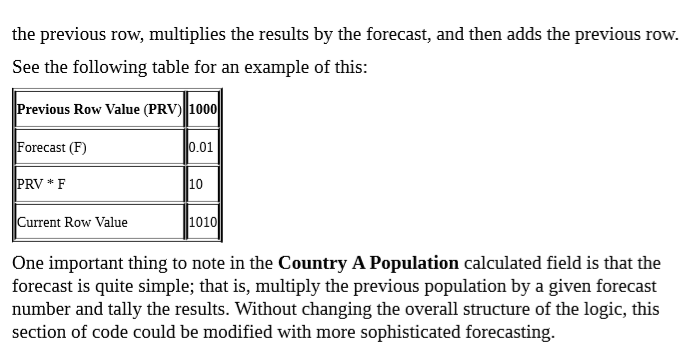 the previous row, multiplies the results by the forecast, and then adds the previous row.
See the following table for an example of this:
Previous Row Value (PRV) 1000
Forecast (F) 0.01
PRV * F 10
Current Row Value 1010
One important thing to note in the Country A Population calculated field is that the
forecast is quite simple; that is, multiply the previous population by a given forecast
number and tally the results. Without changing the overall structure of the logic, this
section of code could be modified with more sophisticated forecasting.